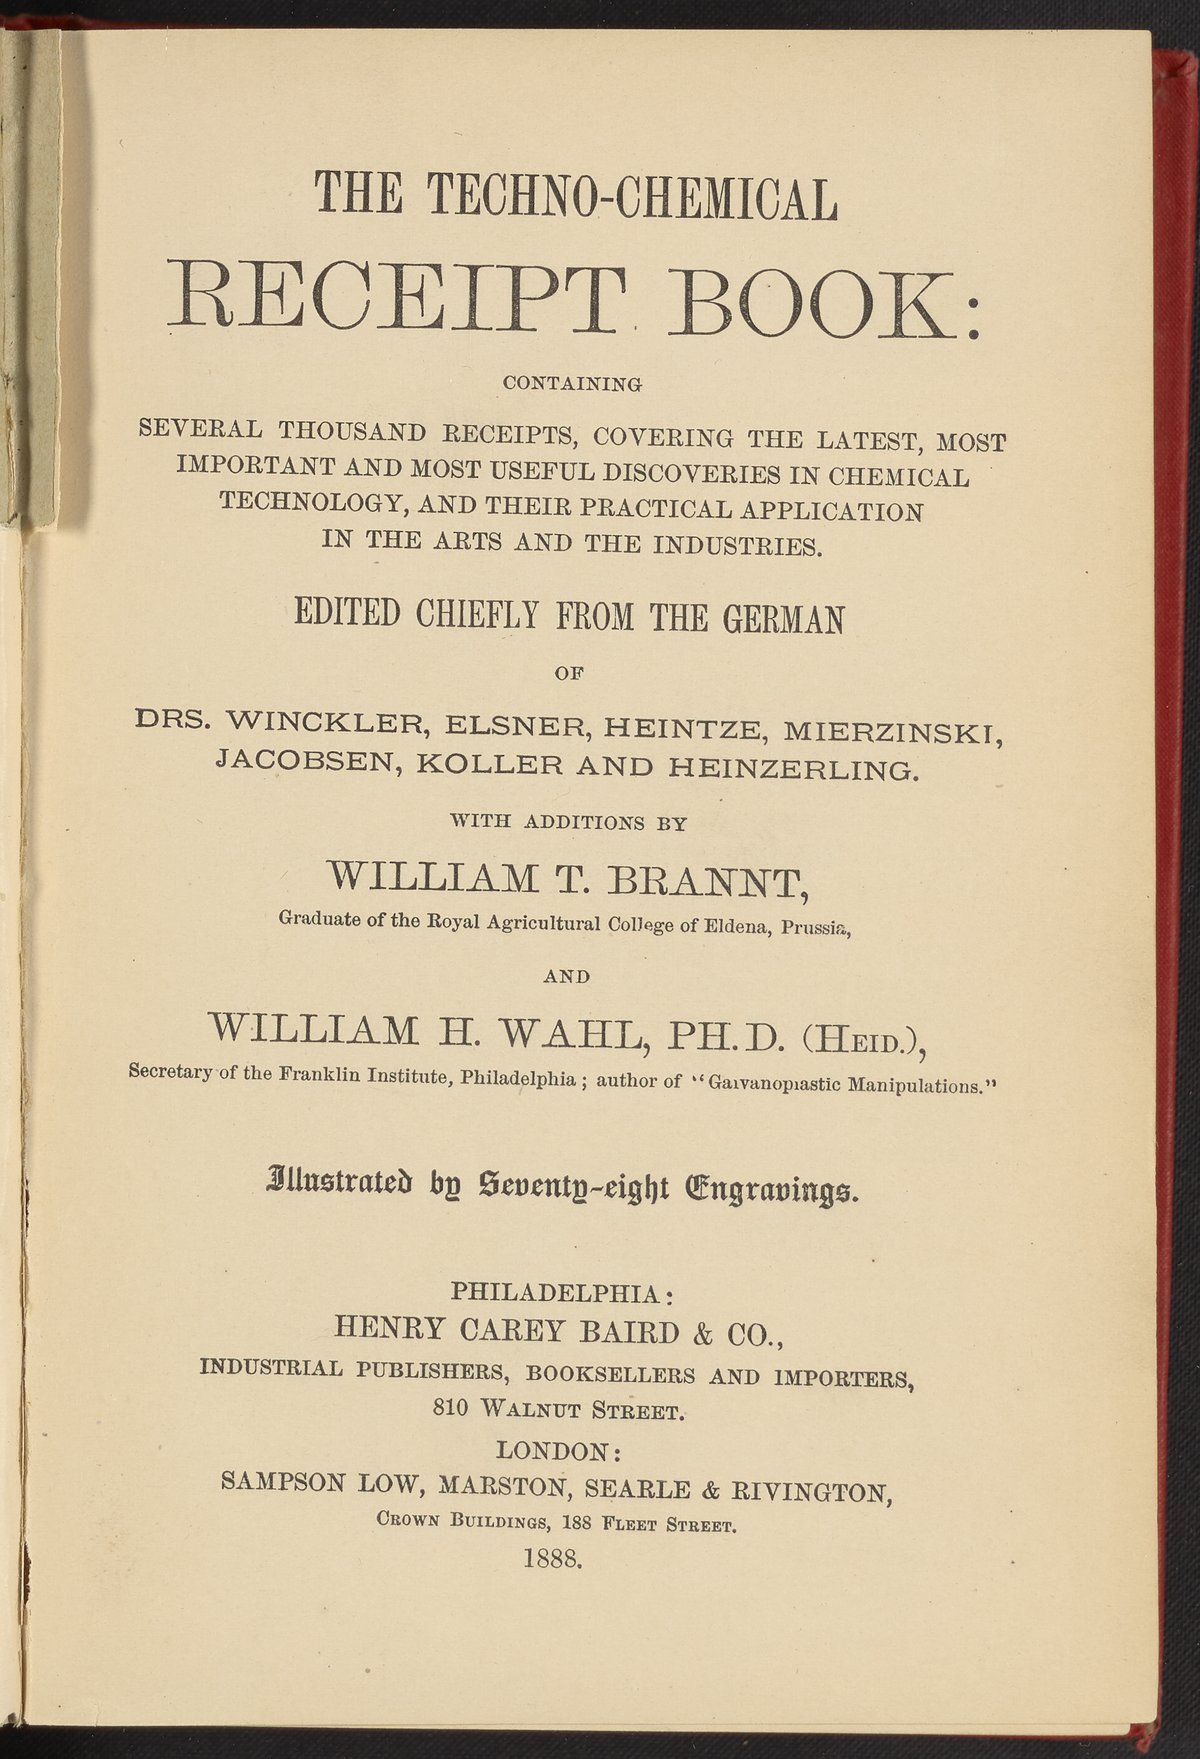 THE TECHNO-CHEMICAL
RECEIPT BOOK:
CONTAINING
SEVERAL THOUSAND RECEIPTS, COVERING THE LATEST, MOST
IMPORTANT AND MOST USEFUL DISCOVERIES IN CHEMICAL
TECHNOLOGY, AND THEIR PRACTICAL APPLICATION
IN THE ARTS AND THE INDUSTRIES.
EDITED CHIEFLY FROM THE GERMAN
OF
DRS. WINCKLER, ELSNER, HEINTZE, MIERZINSKI,
JACOBSEN, KOLLER AND HEINZERLING.
WITH ADDITIONS BY
WILLIAM T. BRANNT,
Graduate of the Royal Agricultural College of Eldena, Prussia,
AND
WILLIAM H. WAHL, PH.D. (HEID.),
Secretary of the Franklin Institute, Philadelphia; author of "Galvanoplastic Manipulations."
Illustrated by Seventy-eight Engravings.
PHILADELPHIA:
HENRY CAREY BAIRD & CO.,
INDUSTRIAL PUBLISHERS, BOOKSELLERS AND IMPORTERS,
810 WALNUT STREET.
LONDON:
SAMPSON LOW, MARSTON, SEARLE & RIVINGTON,
CROWN BUILDINGS, 188 FLEET STREET.
1888.